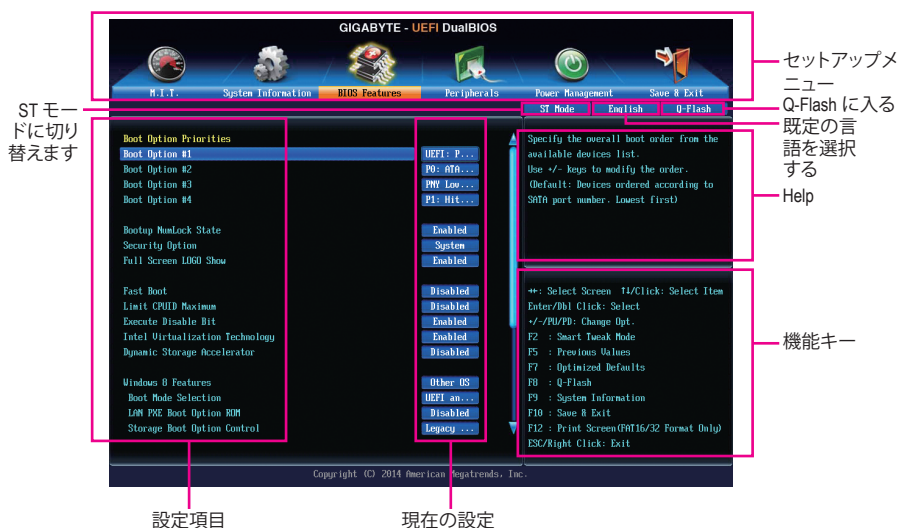 GIGABYTE - UEFI DualBIOS
M.I.T.
System Information
BIOS Features
Peripherals
Power Management
Save & Exit
ST Mode
English
Q-Flash
セットアップメ
ニュー
Q-Flash に入る
既定の言
語を選択
する
Help
機能キー
ST モー
ドに切り
替えます
Boot Option Priorities
Boot Option #1 UEFI: P...
Boot Option #2 P0: ATA...
Boot Option #3 PNY Lov...
Boot Option #4 P1: Hit...
Bootup NumLock State Enabled
Security Option System
Full Screen LOGO Show Enabled
Fast Boot Disabled
Limit CPUID Maximum Disabled
Execute Disable Bit Enabled
Intel Virtualization Technology Enabled
Dynamic Storage Accelerator Disabled
Windows 8 Features Other OS
Boot Mode Selection UEFI an...
LAN PXE Boot Option ROM Disabled
Storage Boot Option Control Legacy ...
Specify the overall boot order from the
available devices list.
Use +/- keys to modify the order.
(Default: Devices ordered according to
SATA port number. Lowest first)
→←: Select Screen ↑↓/Click: Select Item
Enter/Dbl Click: Select
+/-/PU/PD: Change Opt.
F2 : Smart Tweak Mode
F5 : Previous Values
F7 : Optimized Defaults
F8 : Q-Flash
F9 : System Information
F10 : Save & Exit
F12 : Print Screen(FAT16/32 Format Only)
ESC/Right Click: Exit
Copyright (C) 2014 American Megatrends, Inc.
設定項目
現在の設定